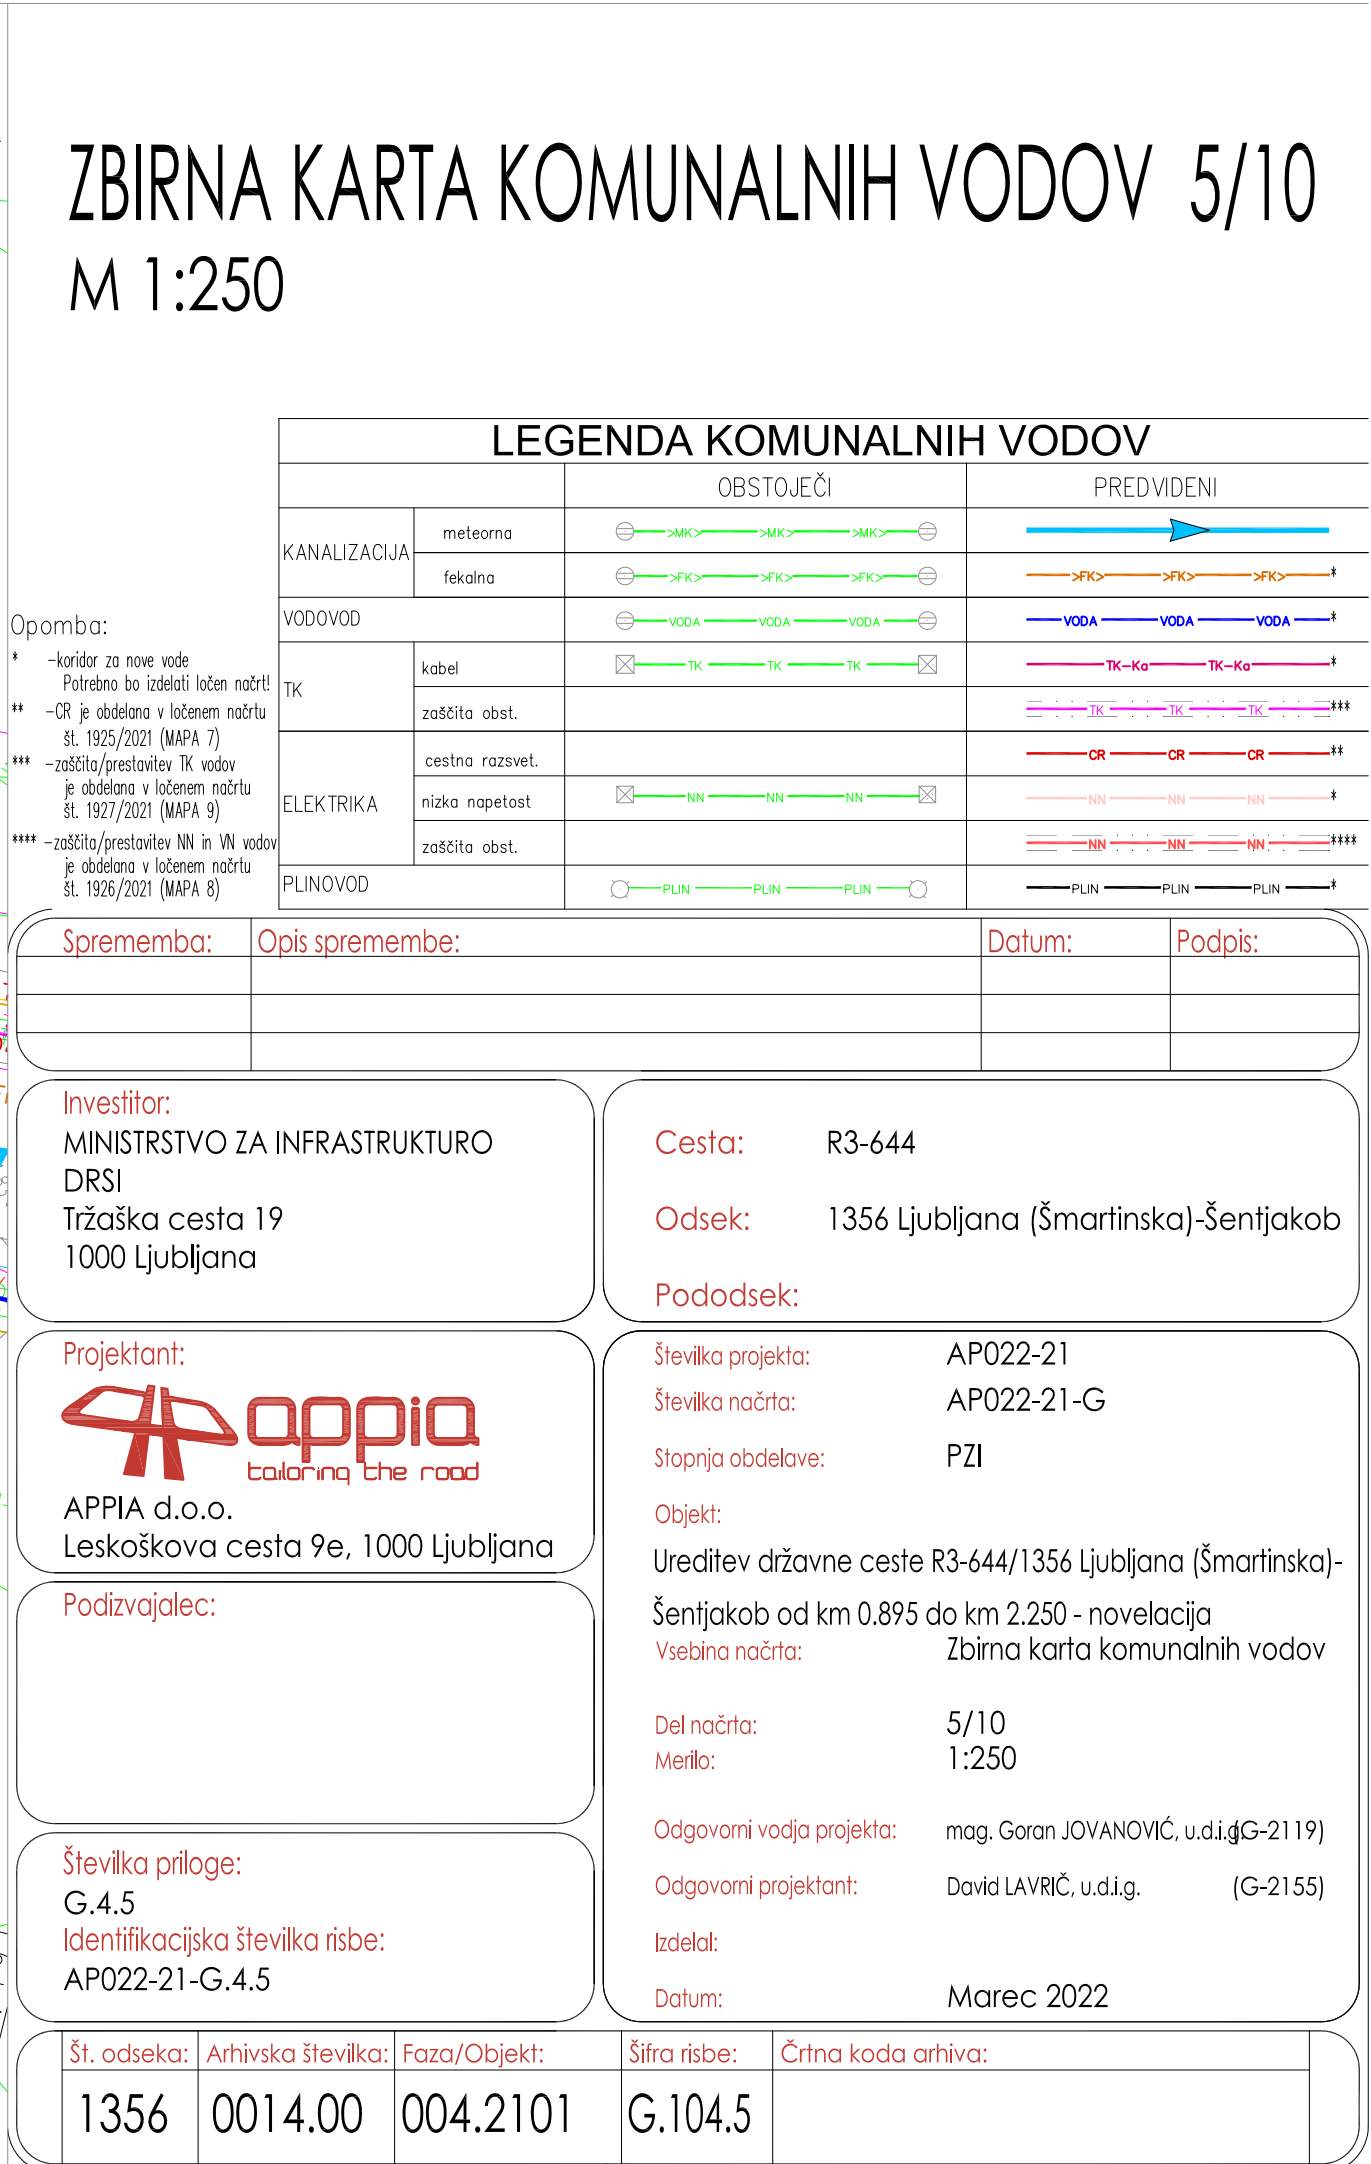 ZBIRNA KARTA KOMUNALNIH VODOV 5/10
M 1:250
LEGENDA KOMUNALNIH VODOV
OBSTOJEČI PREDVIDENI
KANALIZACIJA
meteorna >MK> >MK> >MK>
fekalna >FK> >FK> >FK> >FK> >FK> >FK> *
VODOVOD VODA VODA VODA VODA VODA VODA *
TK
kabel TK TK TK TK-Ka TK-Ka *
zaščita obst. TK TK TK ***
ELEKTRIKA
cestna razsvet. CR CR CR **
nizka napetost NN NN NN NN NN NN *
zaščita obst. NN NN NN ****
PLINOVOD PLIN PLIN PLIN PLIN PLIN PLIN *
Opomba:
* -koridor za nove vode
Potrebno bo izdelati ločen načrt!
** -CR je obdelana v ločenem načrtu
št. 1925/2021 (MAPA 7)
*** -zaščita/prestavitev TK vodov
je obdelana v ločenem načrtu
št. 1927/2021 (MAPA 9)
**** -zaščita/prestavitev NN in VN vodov
je obdelana v ločenem načrtu
št. 1926/2021 (MAPA 8)
Sprememba: Opis spremembe: Datum: Podpis:
Investitor:
MINISTRSTVO ZA INFRASTRUKTURO
DRSI
Tržaška cesta 19
1000 Ljubljana
Cesta: R3-644
Odsek: 1356 Ljubljana (Šmartinska)-Šentjakob
Pododsek:
Projektant:
appia
tailoring the road
APPIA d.o.o.
Leskoškova cesta 9e, 1000 Ljubljana
Podizvajalec:
Številka priloge:
G.4.5
Identifikacijska številka risbe:
AP022-21-G.4.5
Številka projekta: AP022-21
Številka načrta: AP022-21-G
Stopnja obdelave: PZI
Objekt:
Ureditev državne ceste R3-644/1356 Ljubljana (Šmartinska)-
Šentjakob od km 0.895 do km 2.250 - novelacija
Vsebina načrta: Zbirna karta komunalnih vodov
Del načrta: 5/10
Merilo: 1:250
Odgovorni vodja projekta: mag. Goran JOVANOVIĆ, u.d.i.g. (G-2119)
Odgovorni projektant: David LAVRIČ, u.d.i.g. (G-2155)
Izdelal:
Datum: Marec 2022
Št. odseka: Arhivska številka: Faza/Objekt: Šifra risbe: Črtna koda arhiva:
1356 0014.00 004.2101 G.104.5